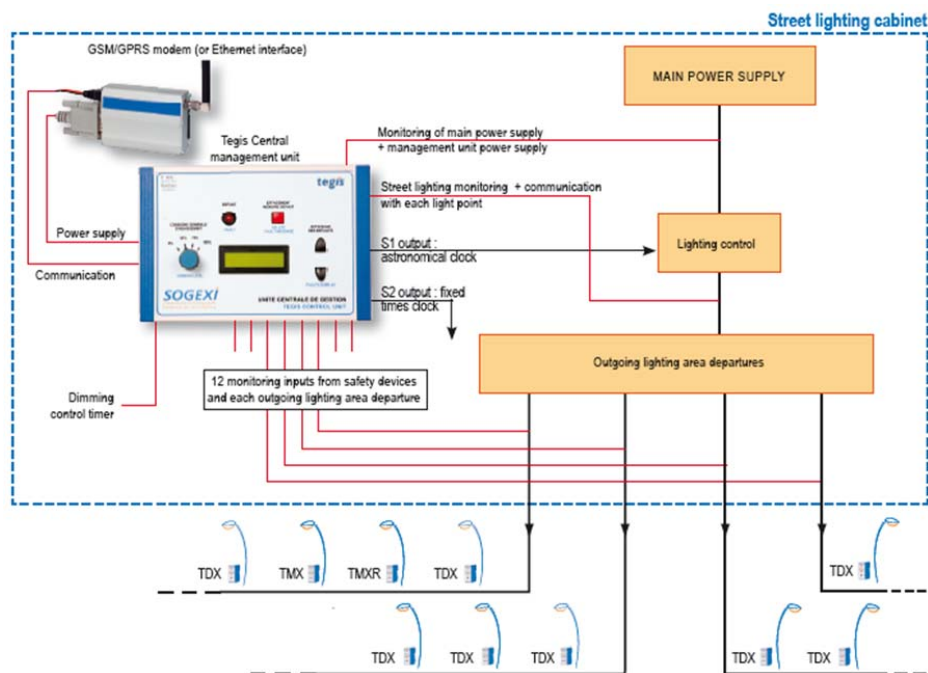 Street lighting cabinet
GSM/GPRS modem (or Ethernet interface)
MAIN POWER SUPPLY
Tegis Central
management unit
Monitoring of main power supply
+ management unit power supply
tegis
Street lighting monitoring + communication
with each light point
Power supply
Communication
S1 output :
astronomical clock
Lighting control
SOGEXI
UNITE CENTRALE DE GESTION
TEGIS CONTROL UNIT
S2 output : fixed
times clock
Outgoing lighting area departures
12 monitoring inputs from safety devices
and each outgoing lighting area departure
Dimming
control timer
TDX
TMX
TMXR
TDX
TDX
TDX
TDX
TDX
TDX
TDX